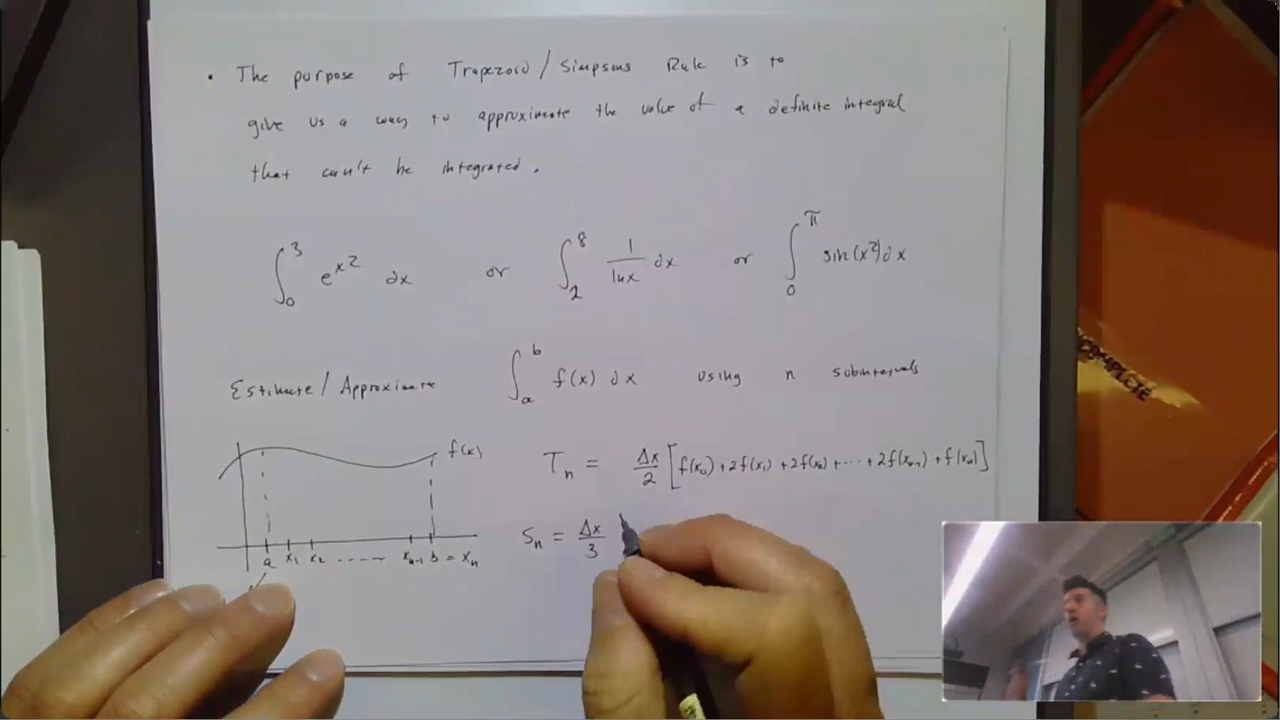 • The purpose of Trapezoid / Simpsons Rule is to
give us a way to approximate the value of a definite integral
that can't be integrated.
∫₀³ e^x² dx or ∫₂⁸ 1/lnx dx or ∫₀^π sin(x²)dx
Estimate / Approximate ∫ₐᵇ f(x) dx using n subintervals
f(x)
Tₙ = Δx/2 [f(x₀) + 2f(x₁) + 2f(x₂) + ... + 2f(xₙ₋₁) + f(xₙ)]
Sₙ = Δx/3
a x₁ x₂ ..... xₙ₋₁ b = xₙ
INCOMPLETE